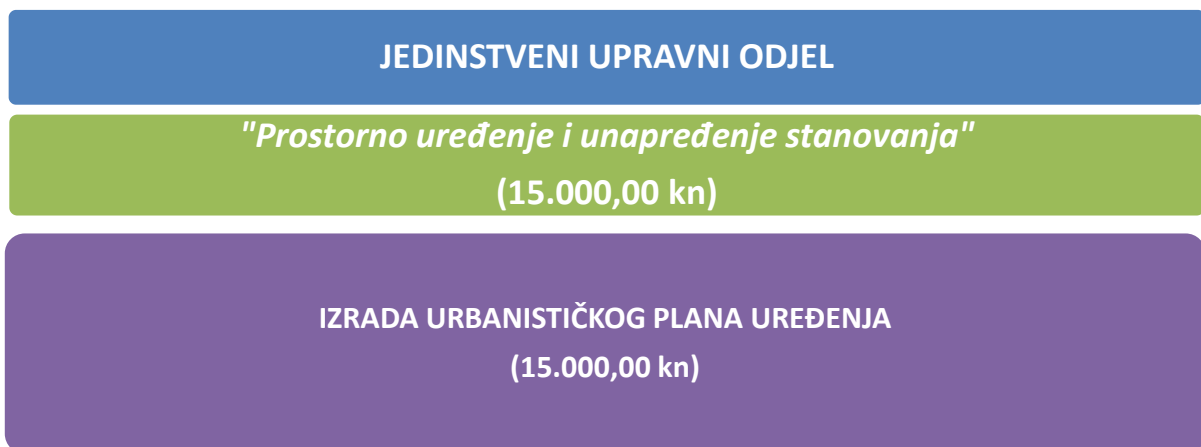 JEDINSTVENI UPRAVNI ODJEL
"Prostorno uređenje i unapređenje stanovanja"
(15.000,00 kn)
IZRADA URBANISTIČKOG PLANA UREĐENJA
(15.000,00 kn)